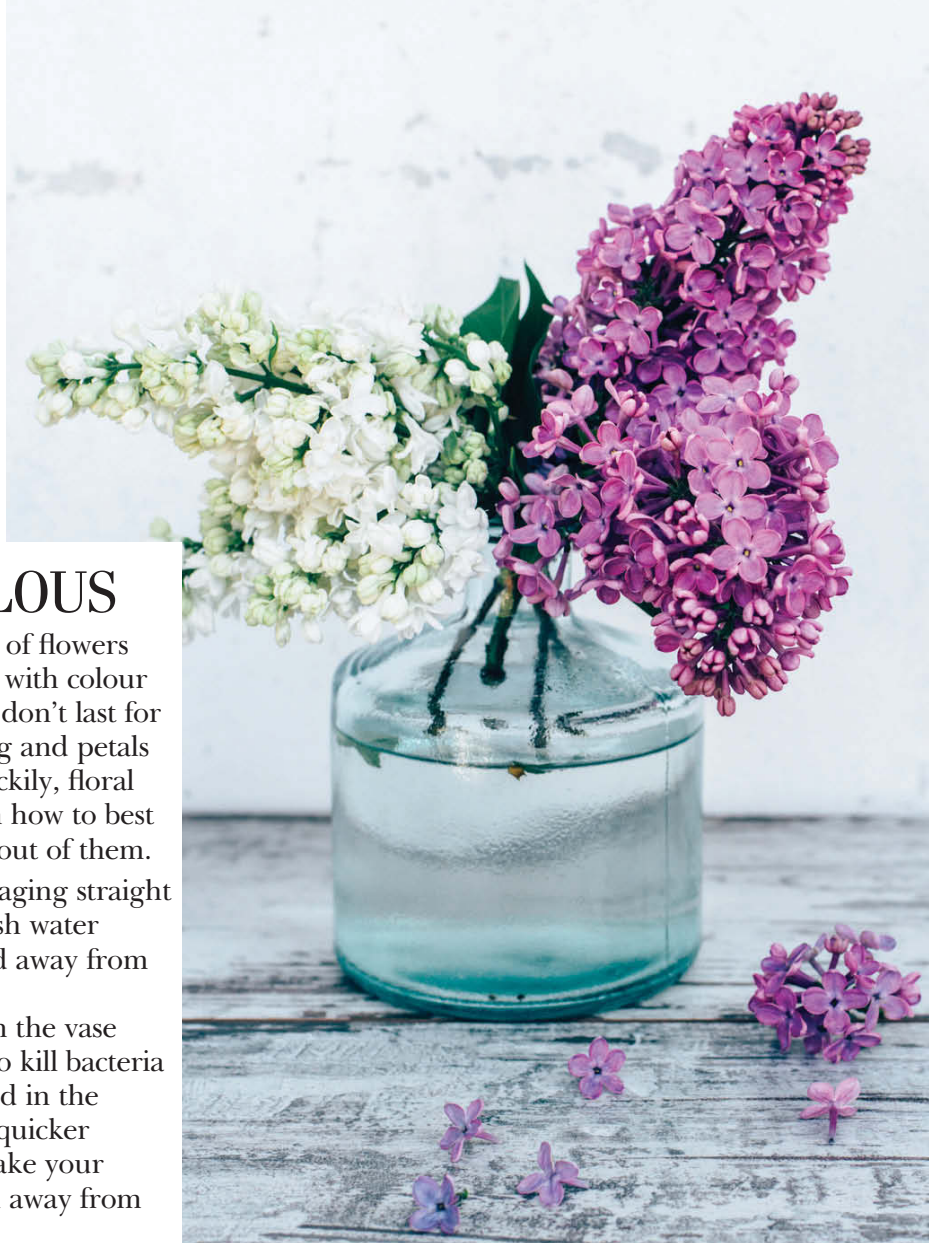 LOUS
of flowers
with colour
don’t last for
g and petals
ckily, floral
how to best
out of them.
aging straight
sh water
d away from
n the vase
o kill bacteria
d in the
quicker
ake your
away from